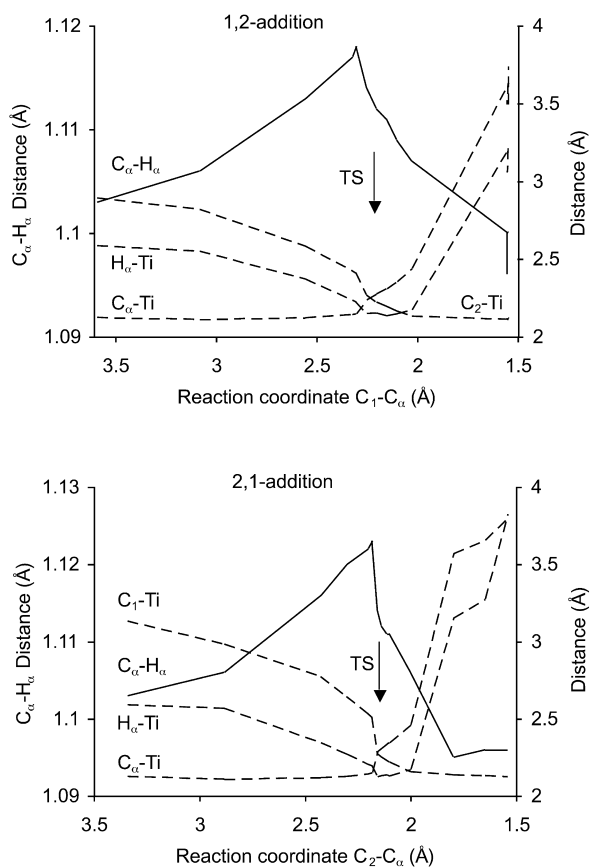 1,2-addition
1.12
1.11
1.1
1.09
Cα-Hα Distance (Å)
4
3.5
3
2.5
2
Distance (Å)
Cα-Hα
Hα-Ti
Cα-Ti
TS
C2-Ti
3.5
3
2.5
2
1.5
Reaction coordinate C1-Cα (Å)
2,1-addition
1.13
1.12
1.11
1.1
1.09
Cα-Hα Distance (Å)
4
3.5
3
2.5
2
Distance (Å)
C1-Ti
Cα-Hα
Hα-Ti
Cα-Ti
TS
3.5
3
2.5
2
1.5
Reaction coordinate C2-Cα (Å)